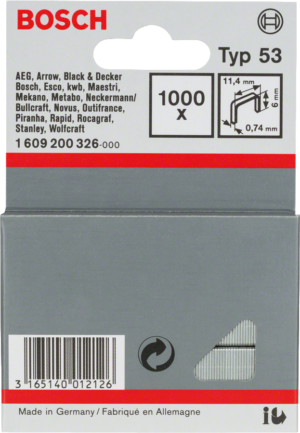 BOSCH
BOSCH
Typ 53
AEG, Arrow, Black & Decker
Bosch, Esco, kwb, Maestri,
Mekano, Metabo, Neckermann/
Bullcraft, Novus, Outifrance,
Piranha, Rapid, Rocagraf,
Stanley, Wolfcraft
1 609 200 326-000
1000
x
11,4 mm
6 mm
0,74 mm
3 165140 012126
Made in Germany / Fabriqué en Allemagne